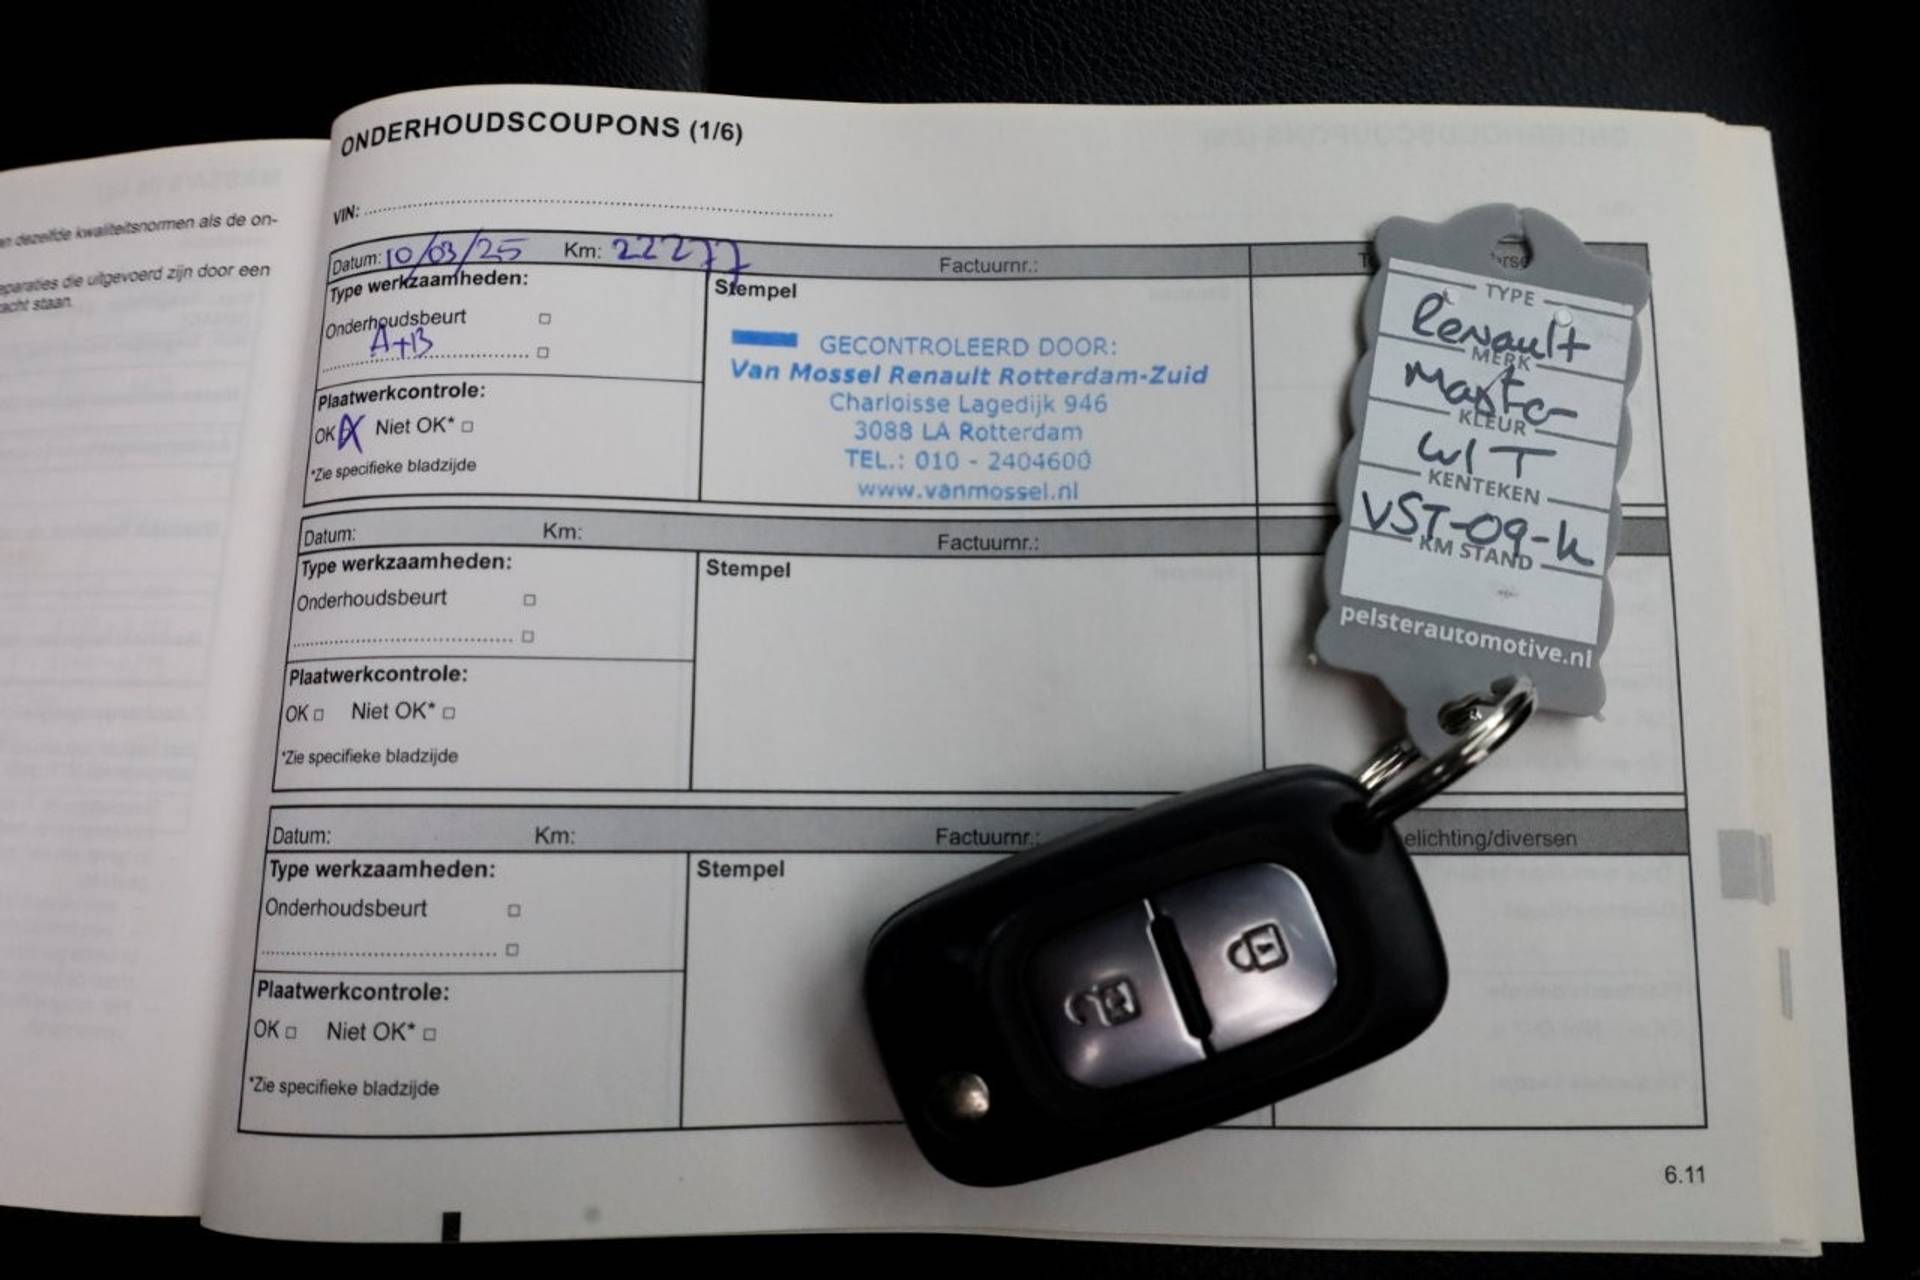 en dezelfde kwaliteitsnormen als de on-
eparaties die uitgevoerd zijn door een
acht staan.
ONDERHOUDSCOUPONS (1/6)
VIN:
Datum: 10/03/25 Km: 22277 Factuurnr.:
Type werkzaamheden:
Stempel
Onderhoudsbeurt
A+B
Plaatwerkcontrole:
OK X Niet OK*
*Zie specifieke bladzijde
GECONTROLEERD DOOR:
Van Mossel Renault Rotterdam-Zuid
Charloisse Lagedijk 946
3088 LA Rotterdam
TEL.: 010 - 2404600
www.vanmossel.nl
Datum: Km: Factuurnr.:
Type werkzaamheden:
Stempel
Onderhoudsbeurt
Plaatwerkcontrole:
OK Niet OK*
*Zie specifieke bladzijde
Datum: Km: Factuurnr.: elichting/diversen
Type werkzaamheden:
Stempel
Onderhoudsbeurt
Plaatwerkcontrole:
OK Niet OK*
*Zie specifieke bladzijde
6.11
TYPE
Renault
MERK
Master
KLEUR
WIT
KENTEKEN
VST-09-k
KM STAND
pelsterautomotive.nl